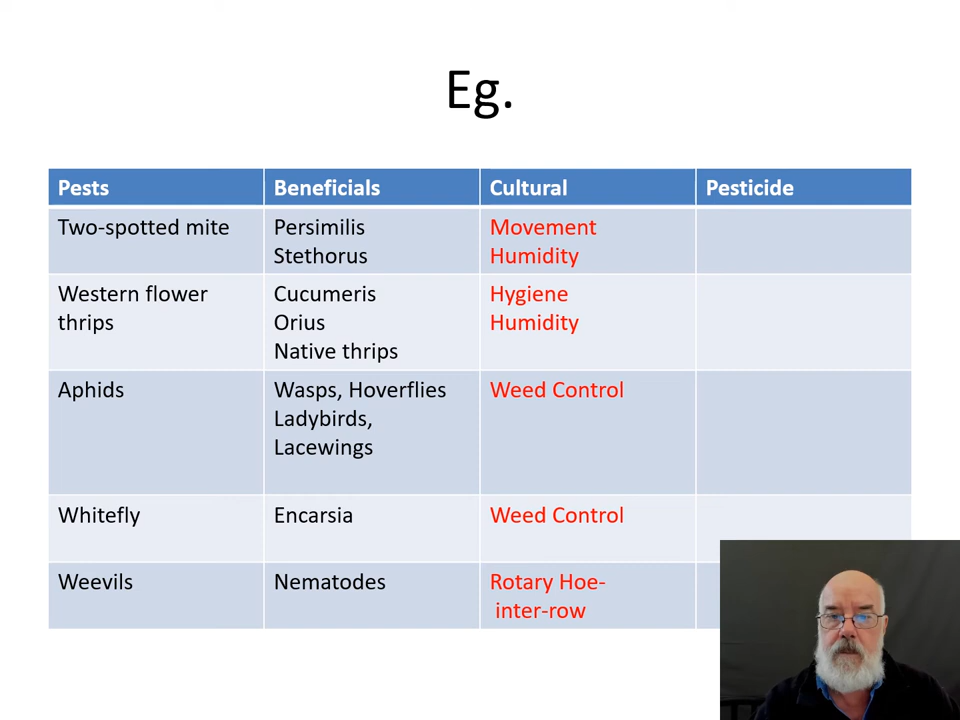 Eg.
Pests Beneficials Cultural Pesticide
Two-spotted mite Persimilis Movement
Stethorus Humidity
Western flower Cucumeris Hygiene
thrips Orius Humidity
Native thrips
Aphids Wasps, Hoverflies Weed Control
Ladybirds,
Lacewings
Whitefly Encarsia Weed Control
Weevils Nematodes Rotary Hoe-
inter-row